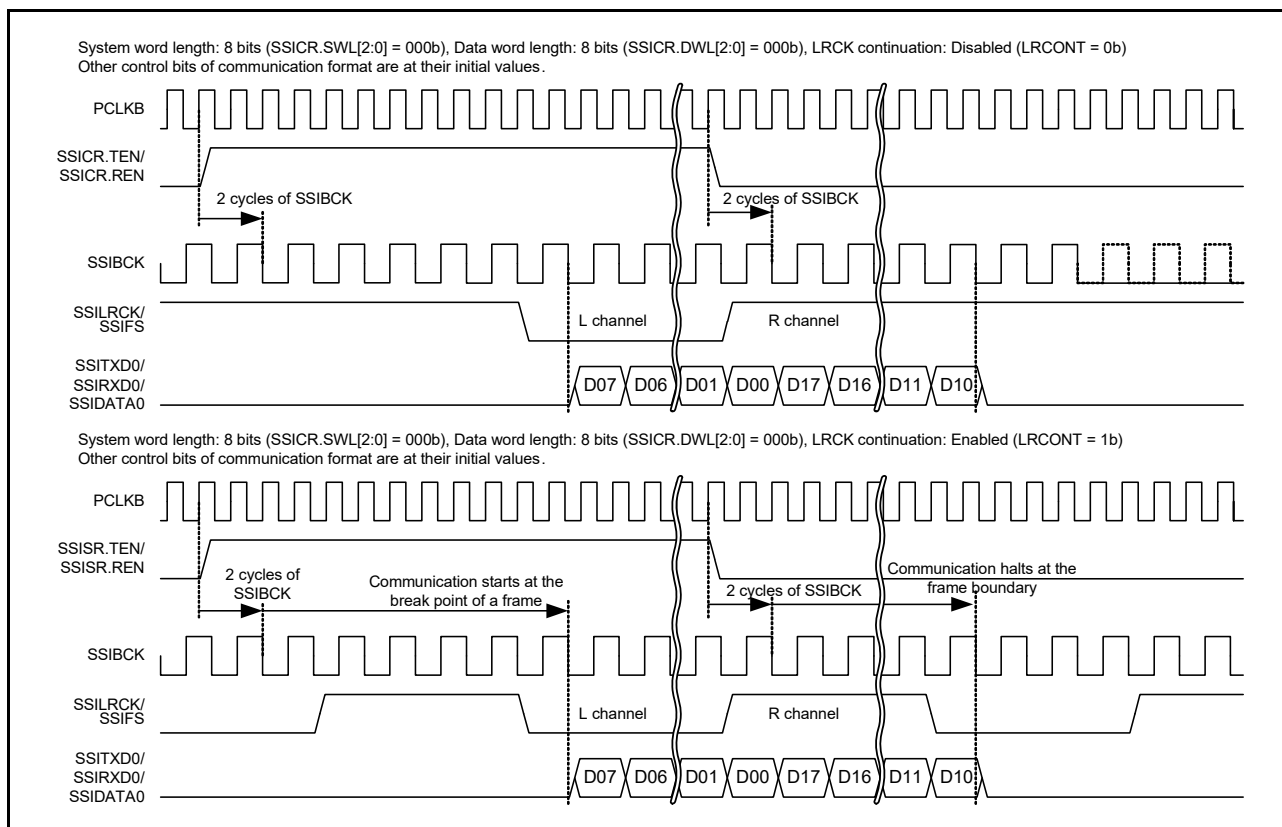 System word length: 8 bits (SSICR.SWL[2:0] = 000b), Data word length: 8 bits (SSICR.DWL[2:0] = 000b), LRCK continuation: Disabled (LRCONT = 0b)
Other control bits of communication format are at their initial values.
PCLKB
SSICR.TEN/
SSICR.REN
2 cycles of SSIBCK
2 cycles of SSIBCK
SSIBCK
SSILRCK/
SSIFS
L channel
R channel
SSITXD0/
SSIRXD0/
SSIDATA0
D07 D06 D01 D00 D17 D16 D11 D10
System word length: 8 bits (SSICR.SWL[2:0] = 000b), Data word length: 8 bits (SSICR.DWL[2:0] = 000b), LRCK continuation: Enabled (LRCONT = 1b)
Other control bits of communication format are at their initial values.
PCLKB
SSISR.TEN/
SSISR.REN
2 cycles of
SSIBCK
Communication starts at the
break point of a frame
2 cycles of SSIBCK
Communication halts at the
frame boundary
SSIBCK
SSILRCK/
SSIFS
L channel
R channel
SSITXD0/
SSIRXD0/
SSIDATA0
D07 D06 D01 D00 D17 D16 D11 D10